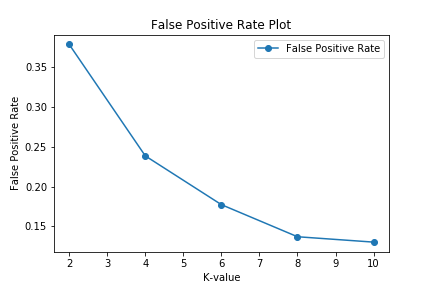 False Positive Rate Plot
False Positive Rate
False Positive Rate
0.35
0.30
0.25
0.20
0.15
2 3 4 5 6 7 8 9 10
K-value